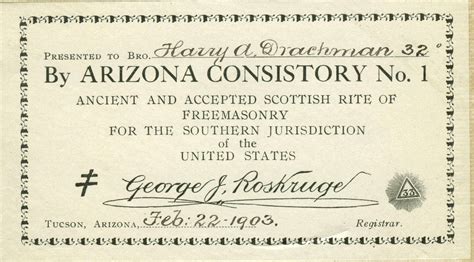 PRESENTED TO BRO. Harry A. Drachman 32°
By ARIZONA CONSISTORY No. 1
ANCIENT AND ACCEPTED SCOTTISH RITE OF
FREEMASONRY
FOR THE SOUTHERN JURISDICTION
of the
UNITED STATES
‡ George J. Roskruge 33
TUCSON, ARIZONA, Feb: 22-1903. Registrar.